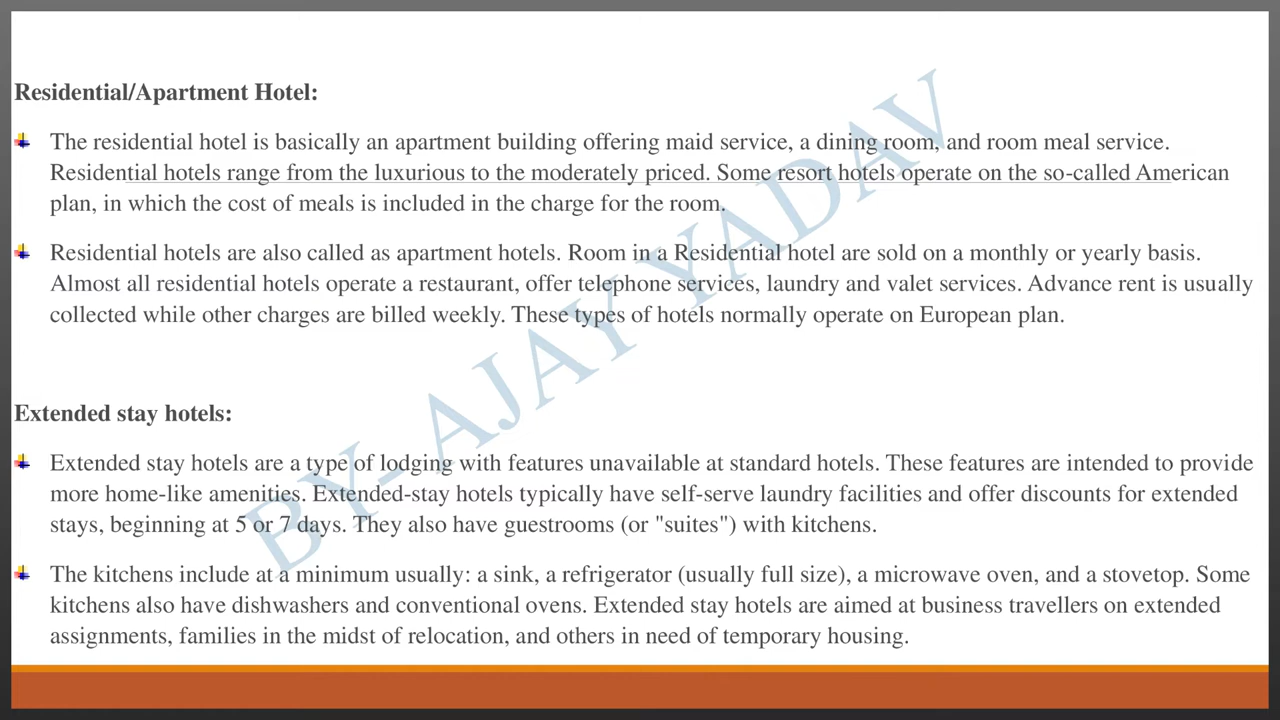 Residential/Apartment Hotel:
The residential hotel is basically an apartment building offering maid service, a dining room, and room meal service.
Residential hotels range from the luxurious to the moderately priced. Some resort hotels operate on the so-called American
plan, in which the cost of meals is included in the charge for the room.
Residential hotels are also called as apartment hotels. Room in a Residential hotel are sold on a monthly or yearly basis.
Almost all residential hotels operate a restaurant, offer telephone services, laundry and valet services. Advance rent is usually
collected while other charges are billed weekly. These types of hotels normally operate on European plan.
Extended stay hotels:
Extended stay hotels are a type of lodging with features unavailable at standard hotels. These features are intended to provide
more home-like amenities. Extended-stay hotels typically have self-serve laundry facilities and offer discounts for extended
stays, beginning at 5 or 7 days. They also have guestrooms (or "suites") with kitchens.
The kitchens include at a minimum usually: a sink, a refrigerator (usually full size), a microwave oven, and a stovetop. Some
kitchens also have dishwashers and conventional ovens. Extended stay hotels are aimed at business travellers on extended
assignments, families in the midst of relocation, and others in need of temporary housing.
BY- AJAY YADAV